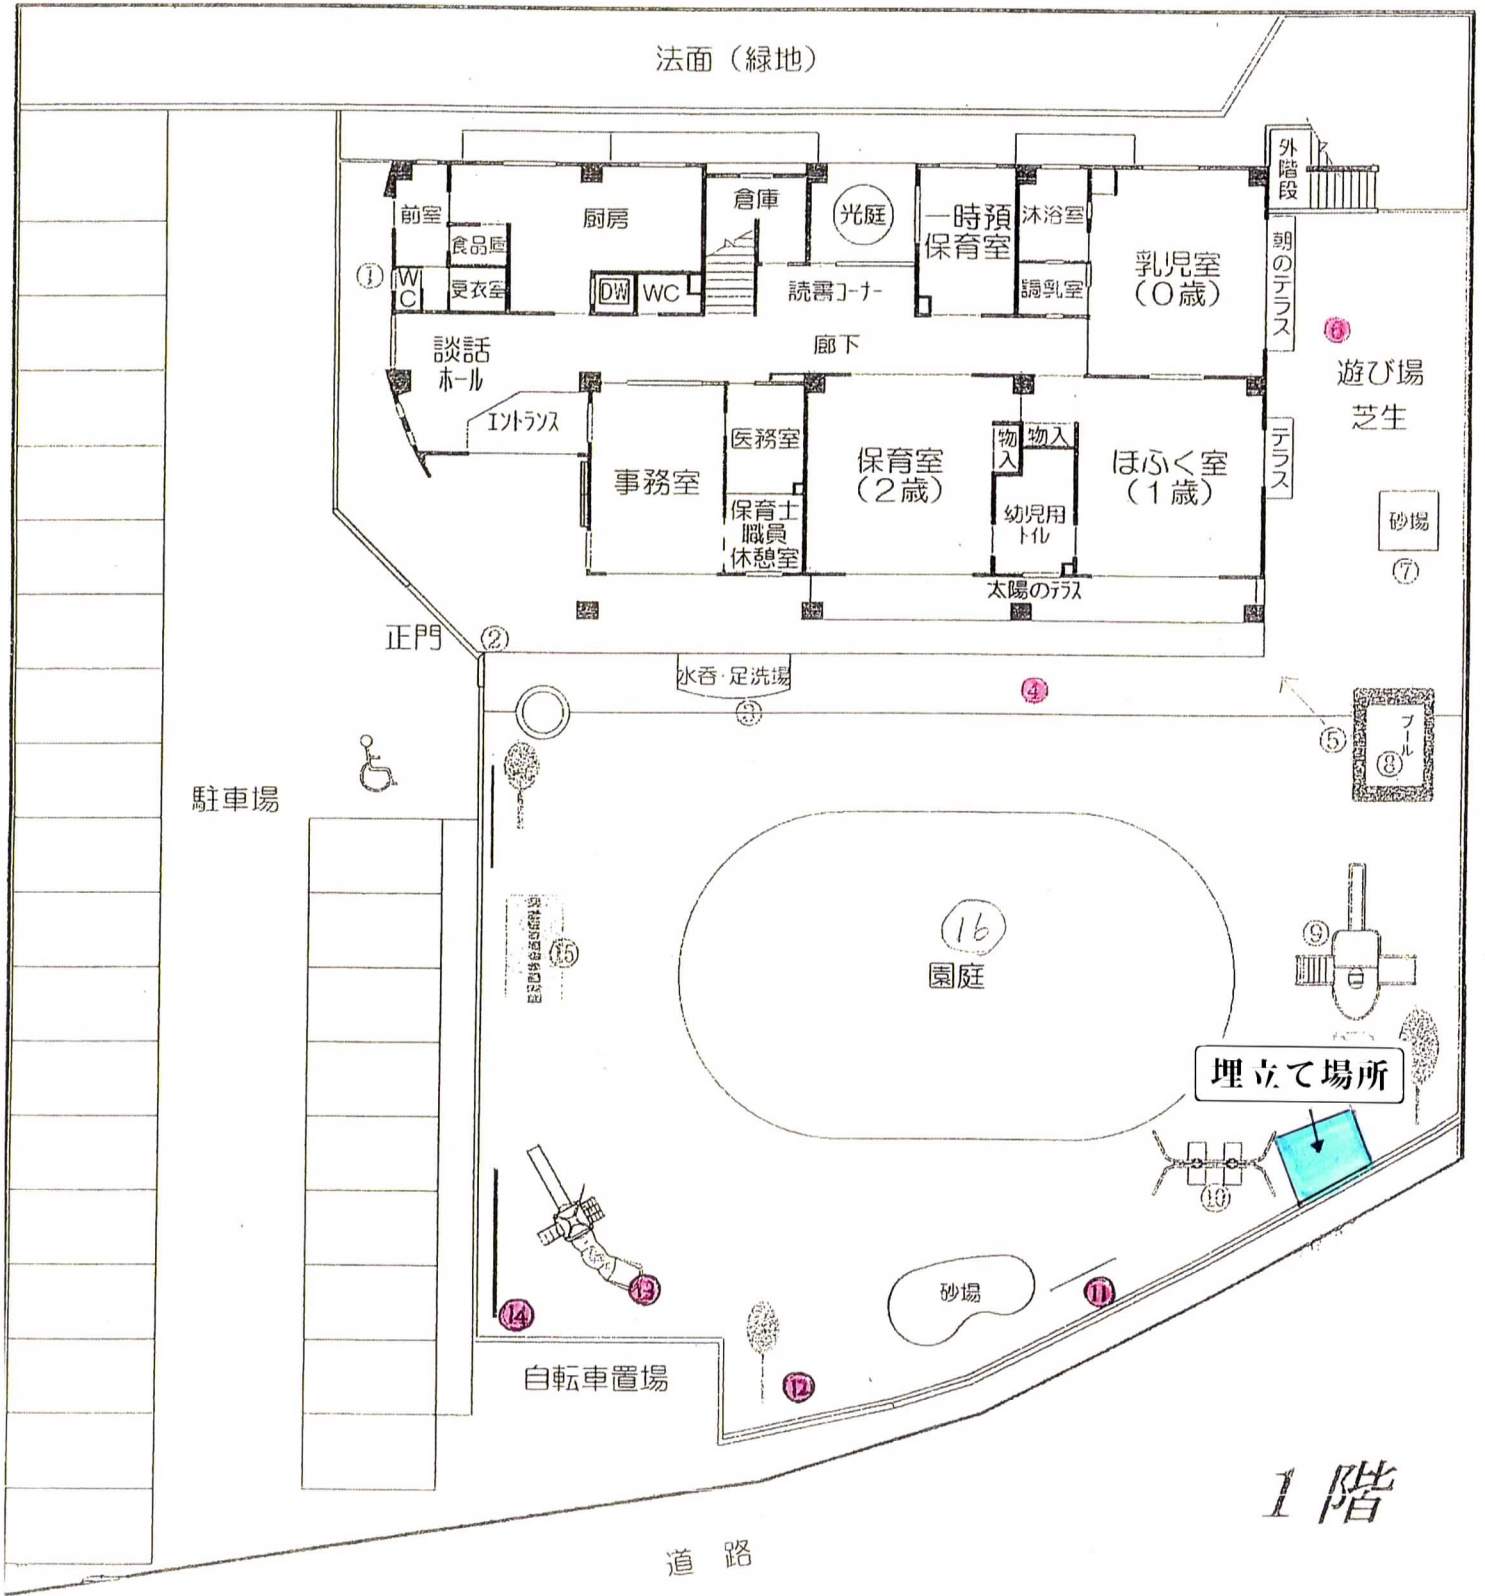 法面（緑地）
外階段
前室
厨房
倉庫
光庭
一時預
保育室
沐浴室
食品庫
朝のテラス
乳児室
（0歳）
①
WC
更衣室
DW
WC
読書コーナー
調乳室
⑥
談話
ホール
廊下
遊び場
芝生
エントランス
医務室
物入
物入
テラス
事務室
保育室
（2歳）
ほふく室
（1歳）
保育士
職員
休憩室
幼児用
トイレ
砂場
⑦
太陽のテラス
正門
②
水呑・足洗場
③
④
⑤
プール
⑧
駐車場
16
園庭
⑮
⑨
埋立て場所
⑩
砂場
⑪
⑬
⑭
自転車置場
⑫
1階
道路